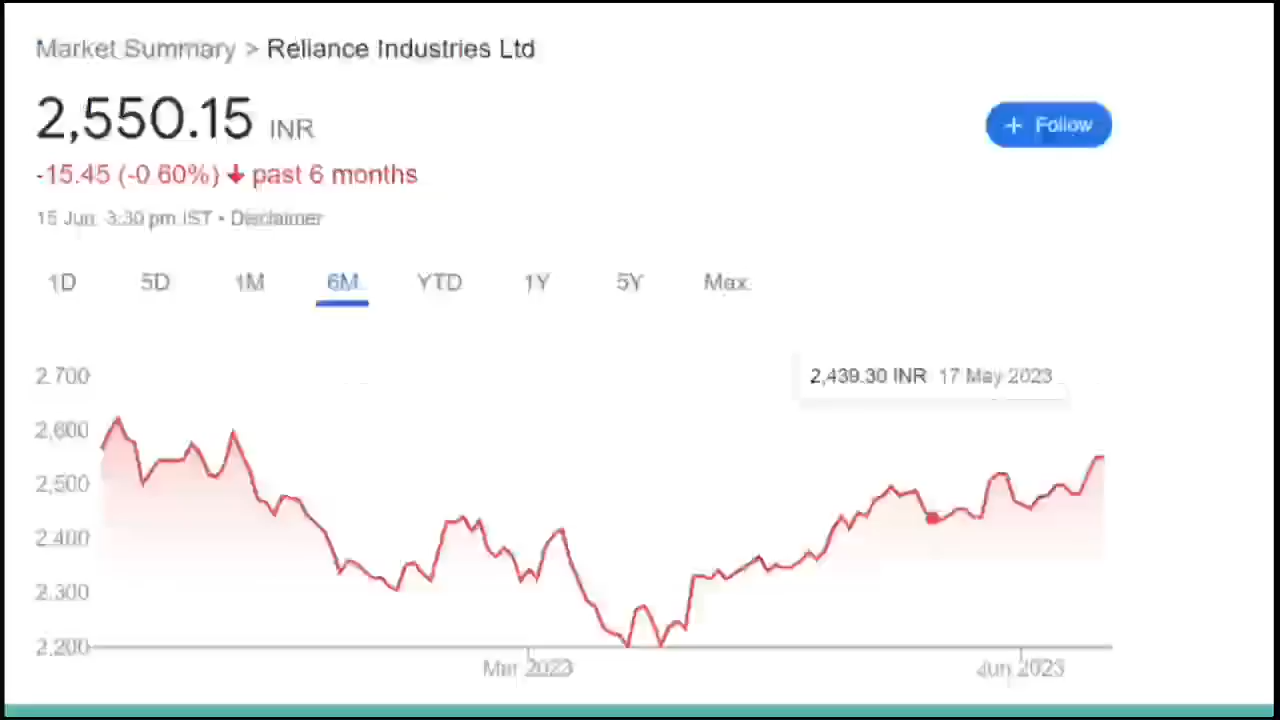 Market Summary > Reliance Industries Ltd
2,550.15 INR
+ Follow
-15.45 (-0.60%) ↓ past 6 months
15 Jun, 3:30 pm IST • Disclaimer
1D 5D 1M 6M YTD 1Y 5Y Max
2,439.30 INR 17 May 2023
2,700
2,600
2,500
2,400
2,300
2,200
Mar 2023 Jun 2023